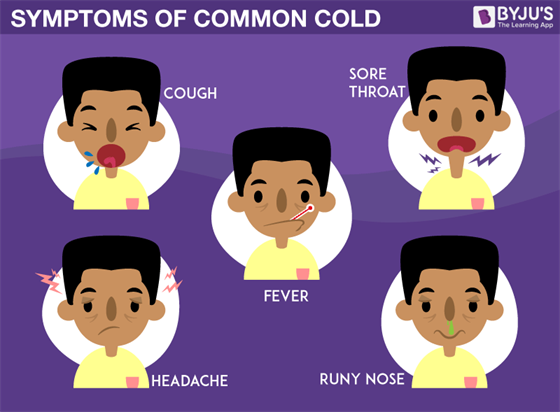 SYMPTOMS OF COMMON COLD
BYJU'S
The Learning App
COUGH
SORE
THROAT
FEVER
HEADACHE
RUNY NOSE